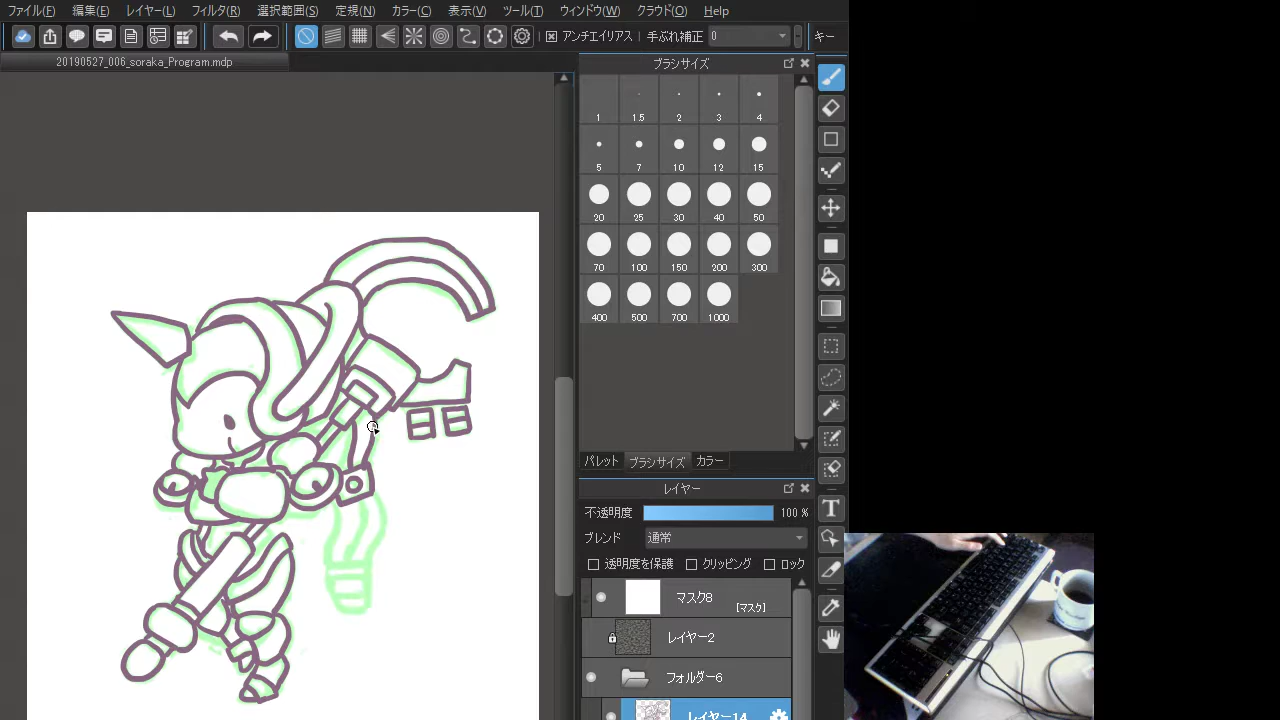 ファイル(F) 編集(E) レイヤー(L) フィルタ(R) 選択範囲(S) 定規(N) カラー(C) 表示(V) ツール(T) ウィンドウ(W) クラウド(O) Help
アンチエイリアス 手ぶれ補正 0 キー
20190527_006_soraka_Program.mdp
ブラシサイズ
1 1.5 2 3 4
5 7 10 12 15
20 25 30 40 50
70 100 150 200 300
400 500 700 1000
パレット ブラシサイズ カラー
レイヤー
不透明度 100 %
ブレンド 通常
透明度を保護 クリッピング ロック
マスク8
[マスク]
レイヤー2
フォルダー6
レイヤー14